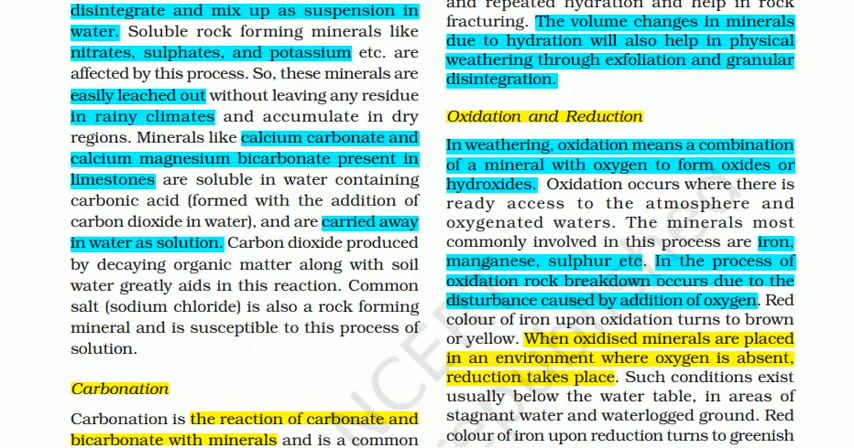 disintegrate and mix up as suspension in
water. Soluble rock forming minerals like
nitrates, sulphates, and potassium etc. are
affected by this process. So, these minerals are
easily leached out without leaving any residue
in rainy climates and accumulate in dry
regions. Minerals like calcium carbonate and
calcium magnesium bicarbonate present in
limestones are soluble in water containing
carbonic acid (formed with the addition of
carbon dioxide in water), and are carried away
in water as solution. Carbon dioxide produced
by decaying organic matter along with soil
water greatly aids in this reaction. Common
salt (sodium chloride) is also a rock forming
mineral and is susceptible to this process of
solution.
Carbonation
Carbonation is the reaction of carbonate and
bicarbonate with minerals and is a common
and repeated hydration and help in rock
fracturing. The volume changes in minerals
due to hydration will also help in physical
weathering through exfoliation and granular
disintegration.
Oxidation and Reduction
In weathering, oxidation means a combination
of a mineral with oxygen to form oxides or
hydroxides. Oxidation occurs where there is
ready access to the atmosphere and
oxygenated waters. The minerals most
commonly involved in this process are iron,
manganese, sulphur etc. In the process of
oxidation rock breakdown occurs due to the
disturbance caused by addition of oxygen. Red
colour of iron upon oxidation turns to brown
or yellow. When oxidised minerals are placed
in an environment where oxygen is absent,
reduction takes place. Such conditions exist
usually below the water table, in areas of
stagnant water and waterlogged ground. Red
colour of iron upon reduction turns to greenish